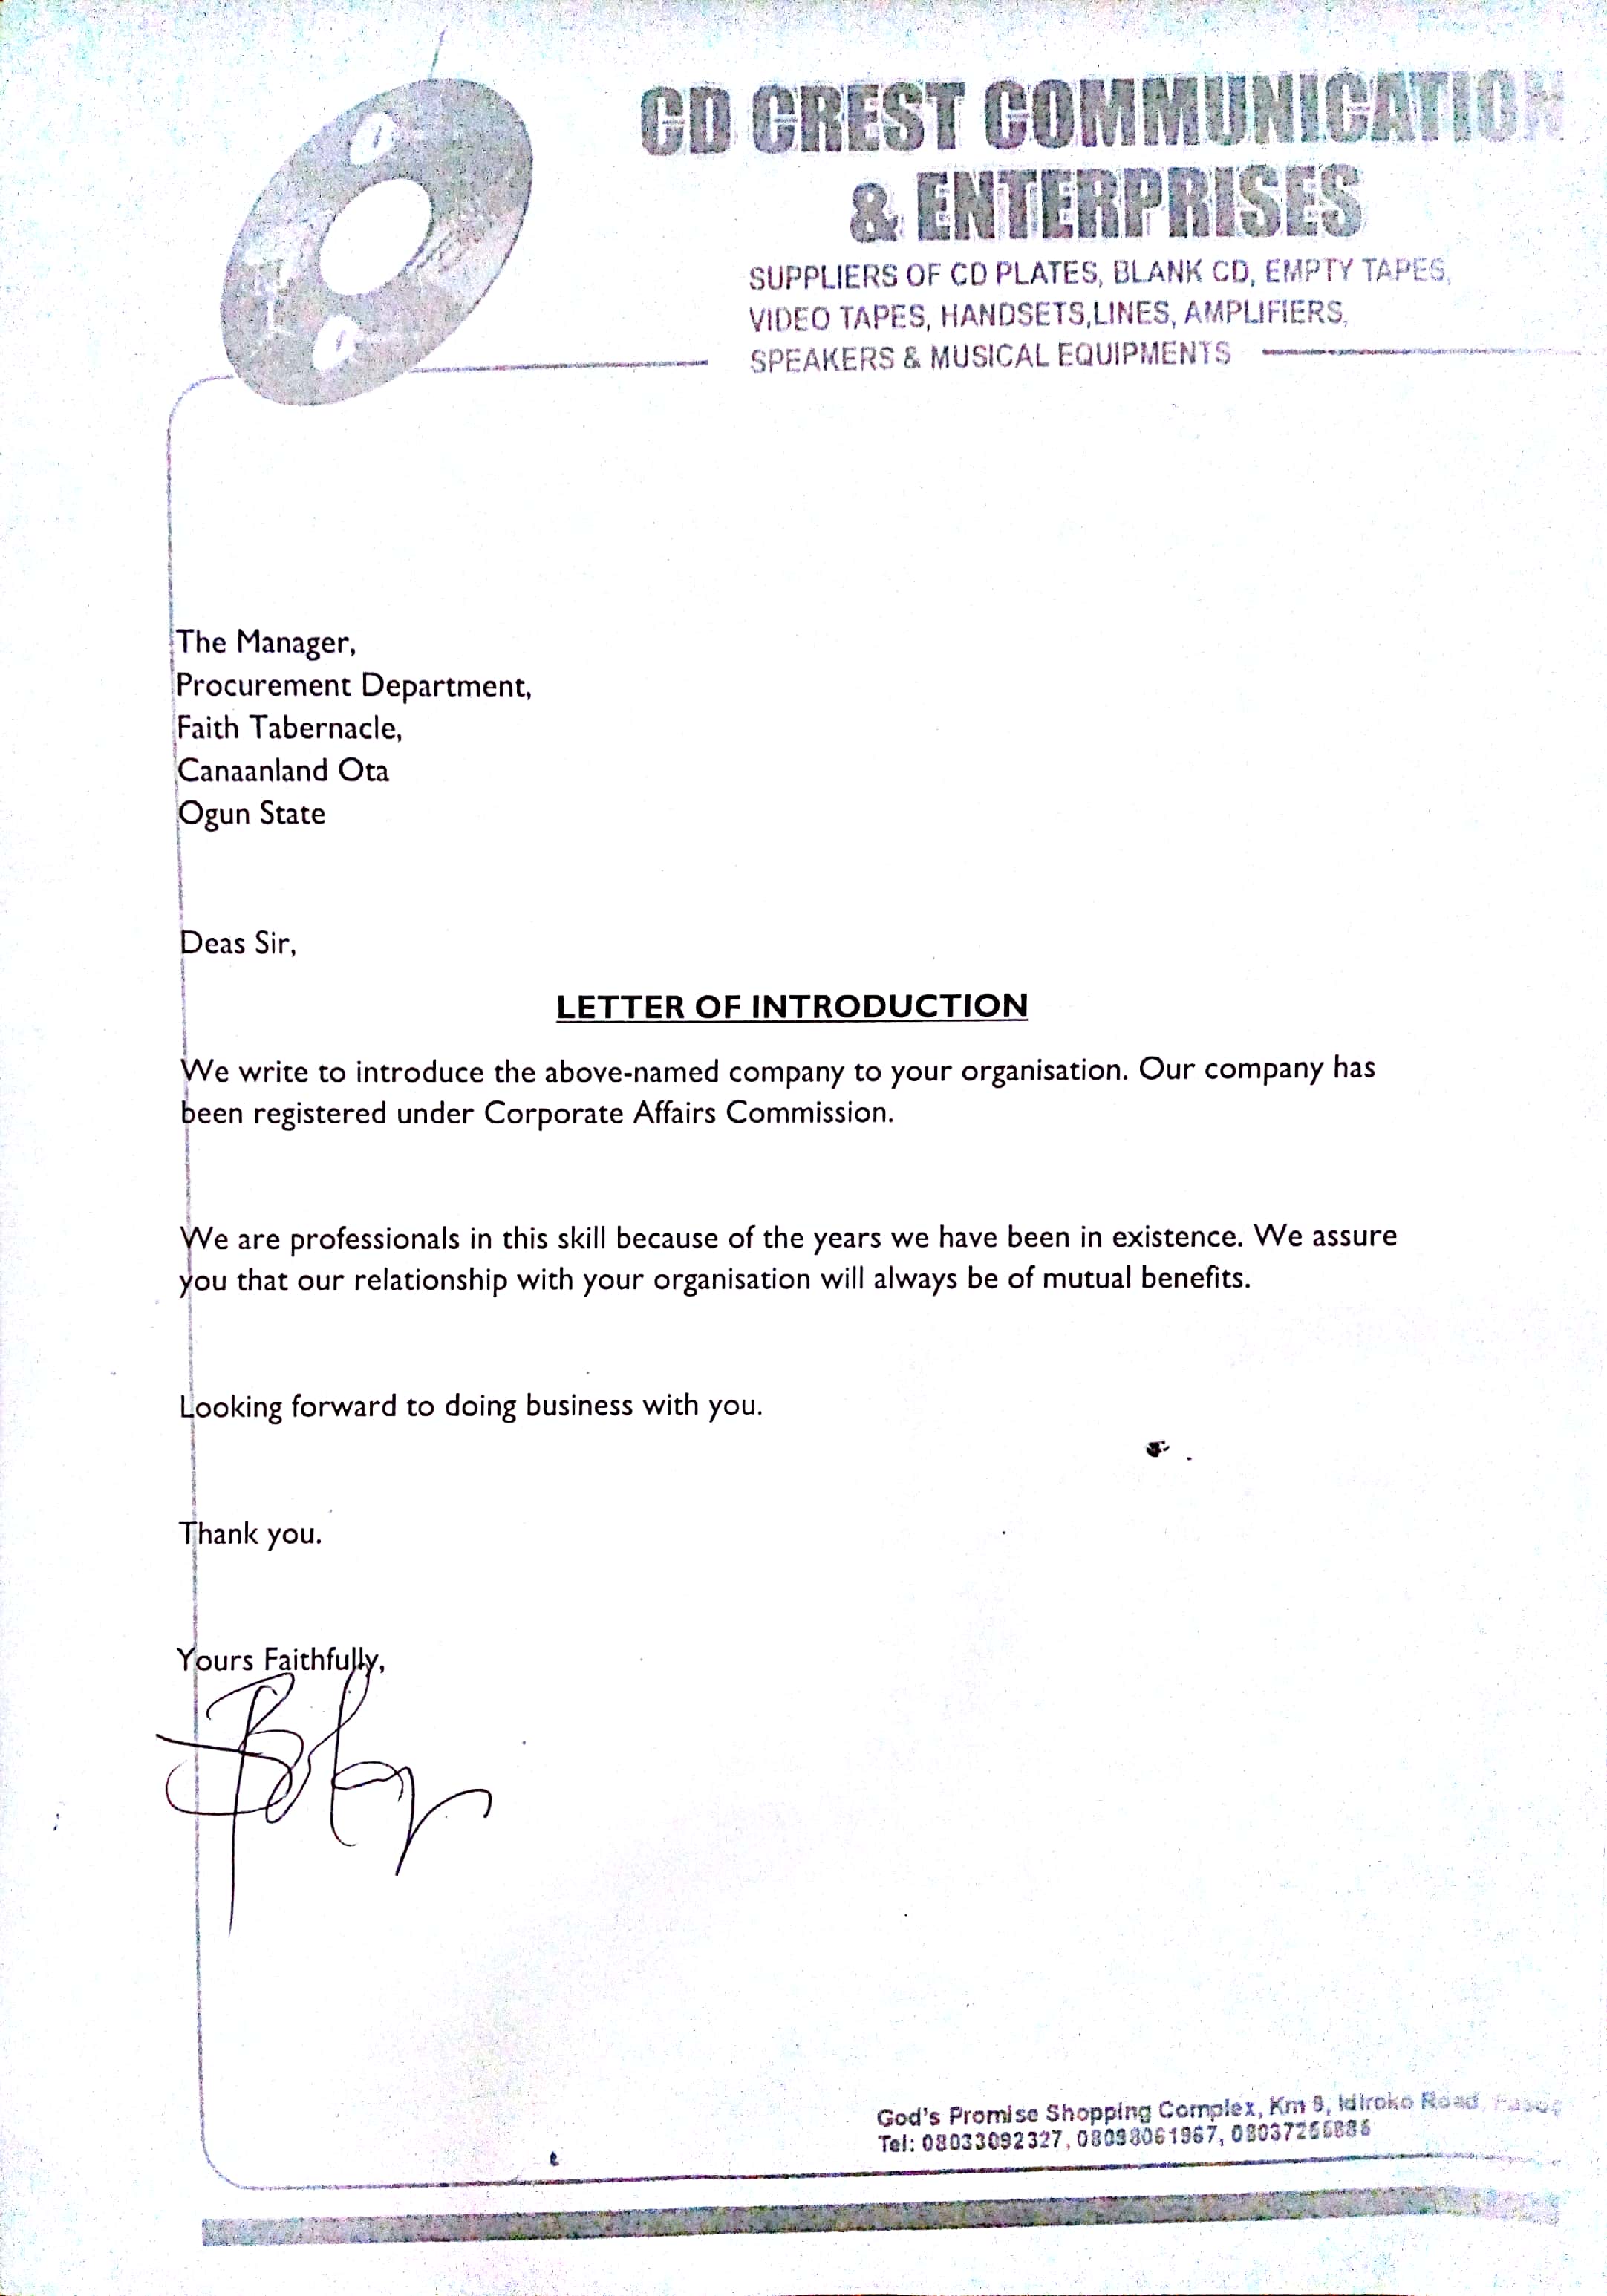 CD CREST COMMUNICATION
& ENTERPRISES
SUPPLIERS OF CD PLATES, BLANK CD, EMPTY TAPES,
VIDEO TAPES, HANDSETS,LINES, AMPLIFIERS,
SPEAKERS & MUSICAL EQUIPMENTS
The Manager,
Procurement Department,
Faith Tabernacle,
Canaanland Ota
Ogun State
Deas Sir,
LETTER OF INTRODUCTION
We write to introduce the above-named company to your organisation. Our company has
been registered under Corporate Affairs Commission.
We are professionals in this skill because of the years we have been in existence. We assure
you that our relationship with your organisation will always be of mutual benefits.
Looking forward to doing business with you.
Thank you.
Yours Faithfully,
God's Promise Shopping Complex, Km 8, Idiroko Road,
Tel: 08033092327, 08098061967,